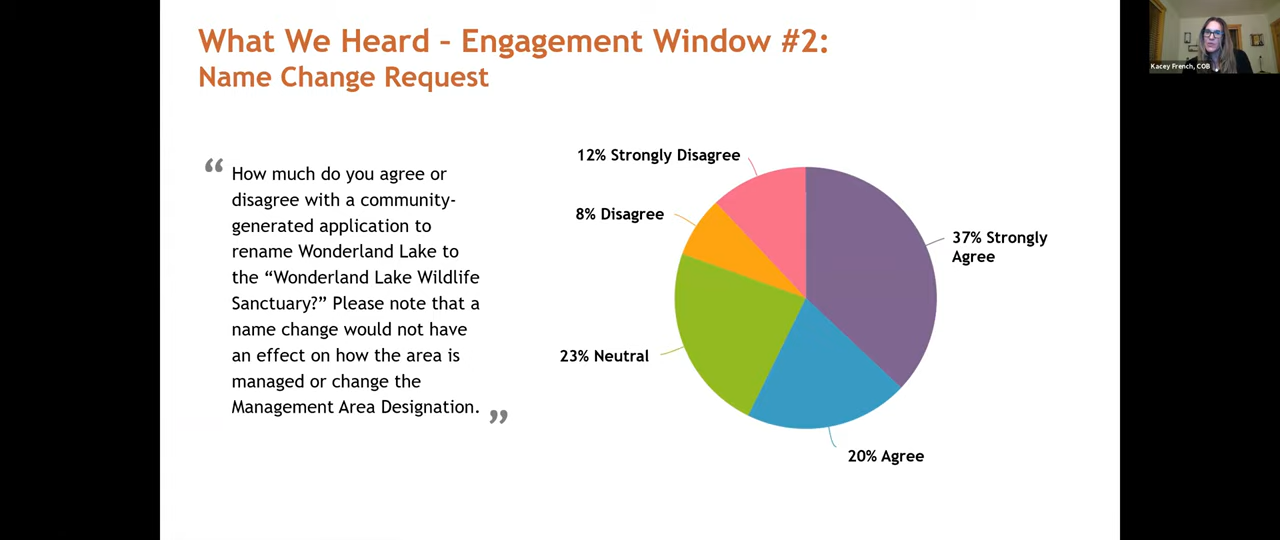 What We Heard – Engagement Window #2:
Name Change Request
“
How much do you agree or
disagree with a community-
generated application to
rename Wonderland Lake to
the “Wonderland Lake Wildlife
Sanctuary?” Please note that a
name change would not have
an effect on how the area is
managed or change the
Management Area Designation.
”
12% Strongly Disagree
8% Disagree
37% Strongly
Agree
23% Neutral
20% Agree
Kacey French, COB